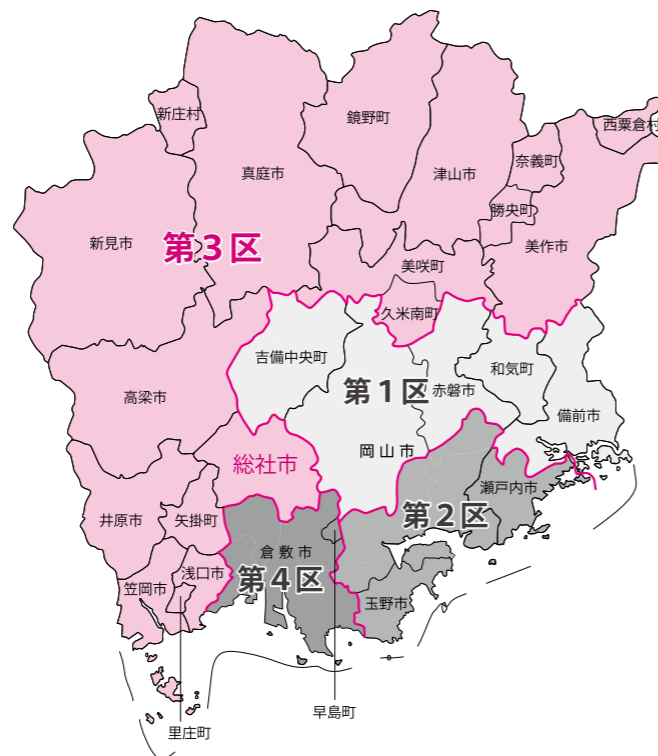 新庄村
鏡野町
西粟倉村
真庭市
津山市
奈義町
勝央町
新見市
第3区
美作市
美咲町
久米南町
吉備中央町
和気町
高梁市
第1区
赤磐市
備前市
岡山市
総社市
瀬戸内市
井原市
矢掛町
第2区
倉敷市
浅口市
第4区
笠岡市
玉野市
早島町
里庄町